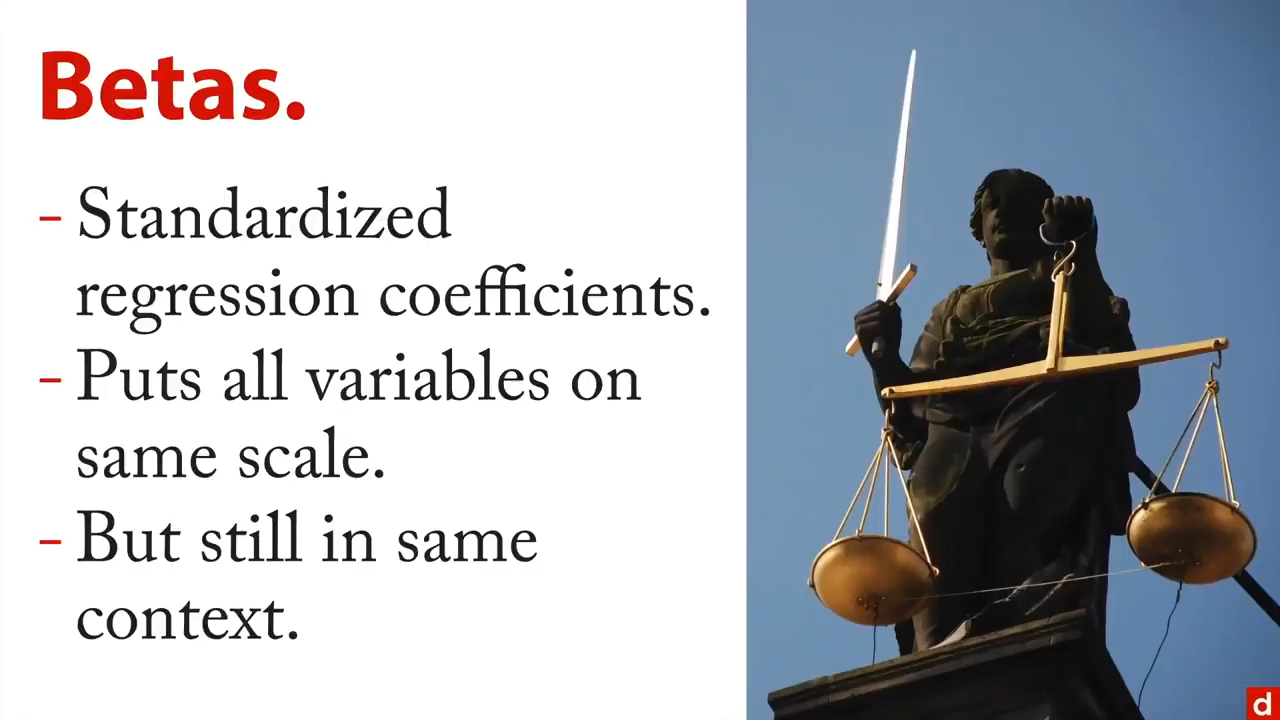 Betas.
- Standardized
regression coefficients.
- Puts all variables on
same scale.
- But still in same
context.
d